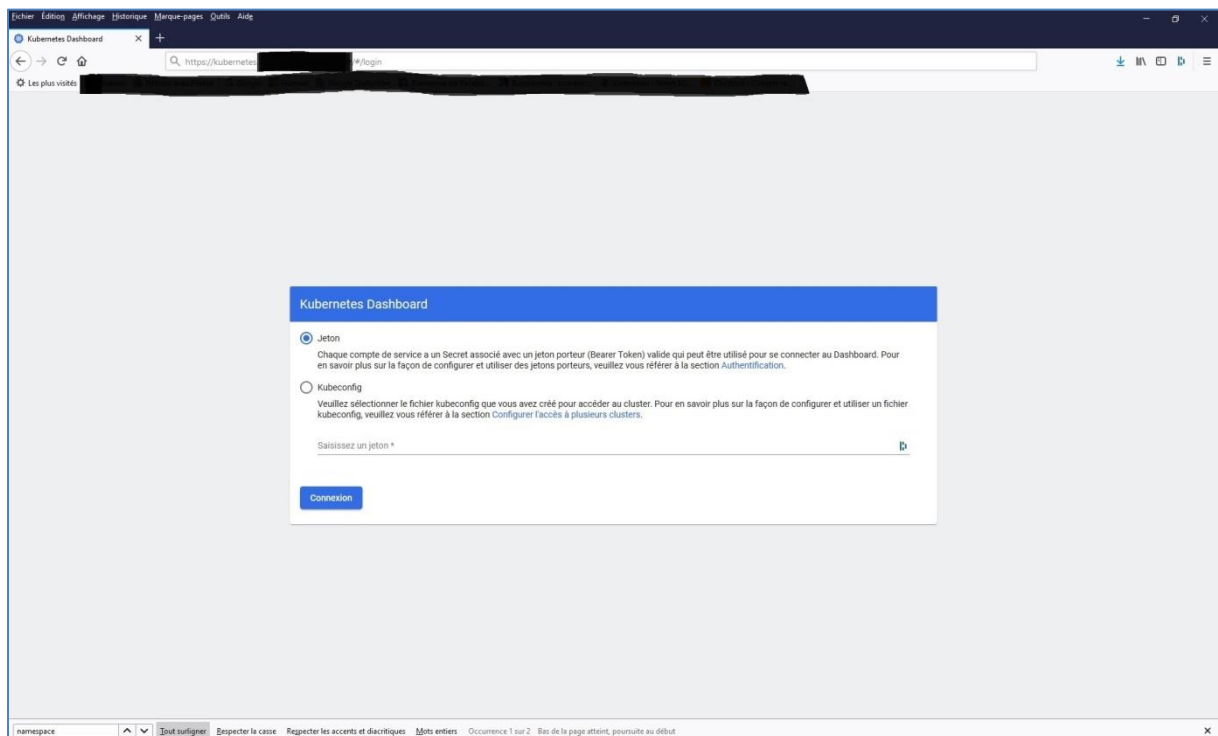 Fichier Édition Affichage Historique Marque-pages Outils Aide
Kubernetes Dashboard
https://kubernetes /#/login
Les plus visités
Kubernetes Dashboard
Jeton
Chaque compte de service a un Secret associé avec un jeton porteur (Bearer Token) valide qui peut être utilisé pour se connecter au Dashboard. Pour
en savoir plus sur la façon de configurer et utiliser des jetons porteurs, veuillez vous référer à la section Authentification.
Kubeconfig
Veuillez sélectionner le fichier kubeconfig que vous avez créé pour accéder au cluster. Pour en savoir plus sur la façon de configurer et utiliser un fichier
kubeconfig, veuillez vous référer à la section Configurer l'accès à plusieurs clusters.
Saisissez un jeton *
Connexion
namespace Tout surligner Respecter la casse Respecter les accents et diacritiques Mots entiers Occurrence 1 sur 2 Bas de la page atteint, poursuite au début